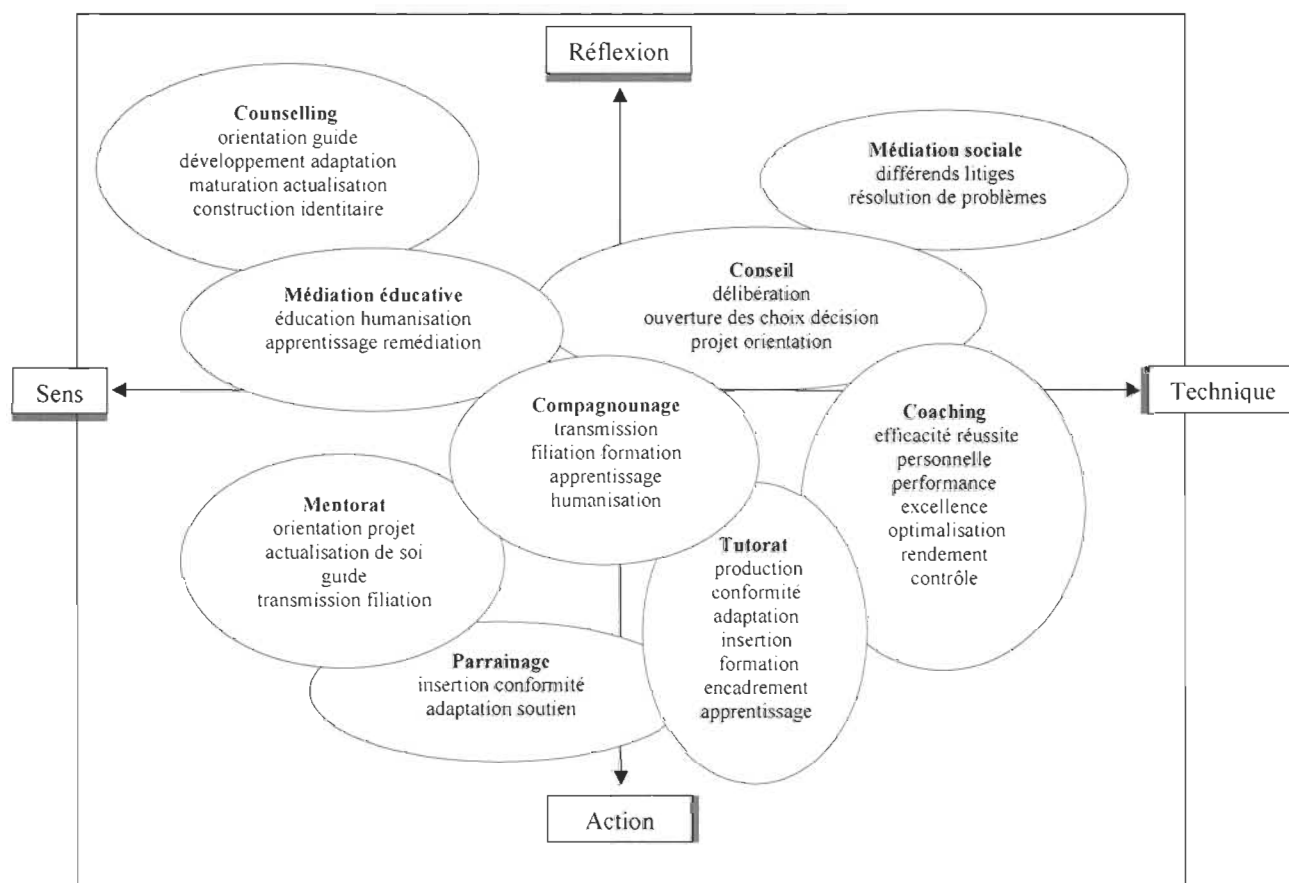 Réflexion
Counselling
orientation guide
développement adaptation
maturation actualisation
construction identitaire
Médiation sociale
différends litiges
résolution de problèmes
Médiation éducative
éducation humanisation
apprentissage remédiation
Conseil
délibération
ouverture des choix décision
projet orientation
Sens
Technique
Compagnounage
transmission
filiation formation
apprentissage
humanisation
Coaching
efficacité réussite
personnelle
performance
excellence
optimalisation
rendement
contrôle
Mentorat
orientation projet
actualisation de soi
guide
transmission filiation
Tutorat
production
conformité
adaptation
insertion
formation
encadrement
apprentissage
Parrainage
insertion conformité
adaptation soutien
Action